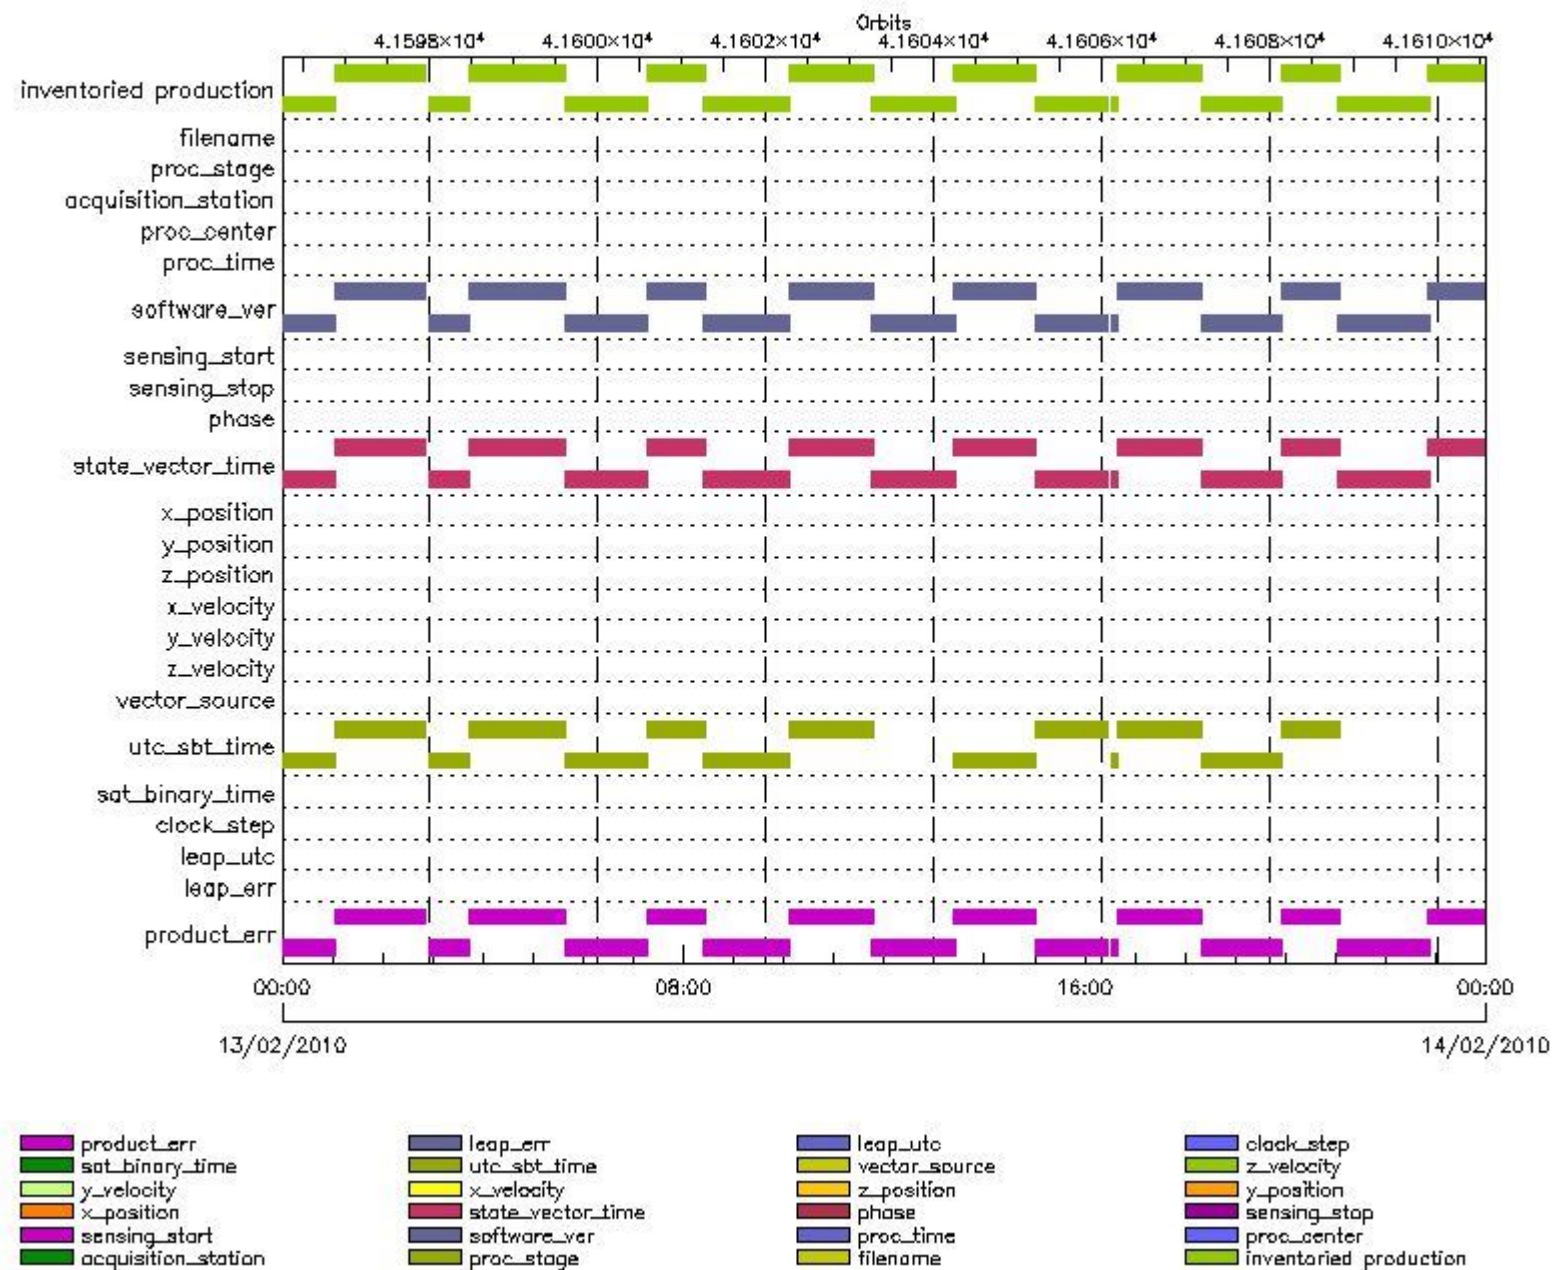 Orbits
4.1598×10⁴ 4.1600×10⁴ 4.1602×10⁴ 4.1604×10⁴ 4.1606×10⁴ 4.1608×10⁴ 4.1610×10⁴
inventoried production
filename
proc_stage
acquisition_station
proc_center
proc_time
software_ver
sensing_start
sensing_stop
phase
state_vector_time
x_position
y_position
z_position
x_velocity
y_velocity
z_velocity
vector_source
utc_sbt_time
sat_binary_time
clock_step
leap_utc
leap_err
product_err
00:00 08:00 16:00 00:00
13/02/2010 14/02/2010
product_err leap_err leap_utc clock_step
sat_binary_time utc_sbt_time vector_source z_velocity
y_velocity x_velocity z_position y_position
x_position state_vector_time phase sensing_stop
sensing_start software_ver proc_time proc_center
acquisition_station proc_stage filename inventoried production